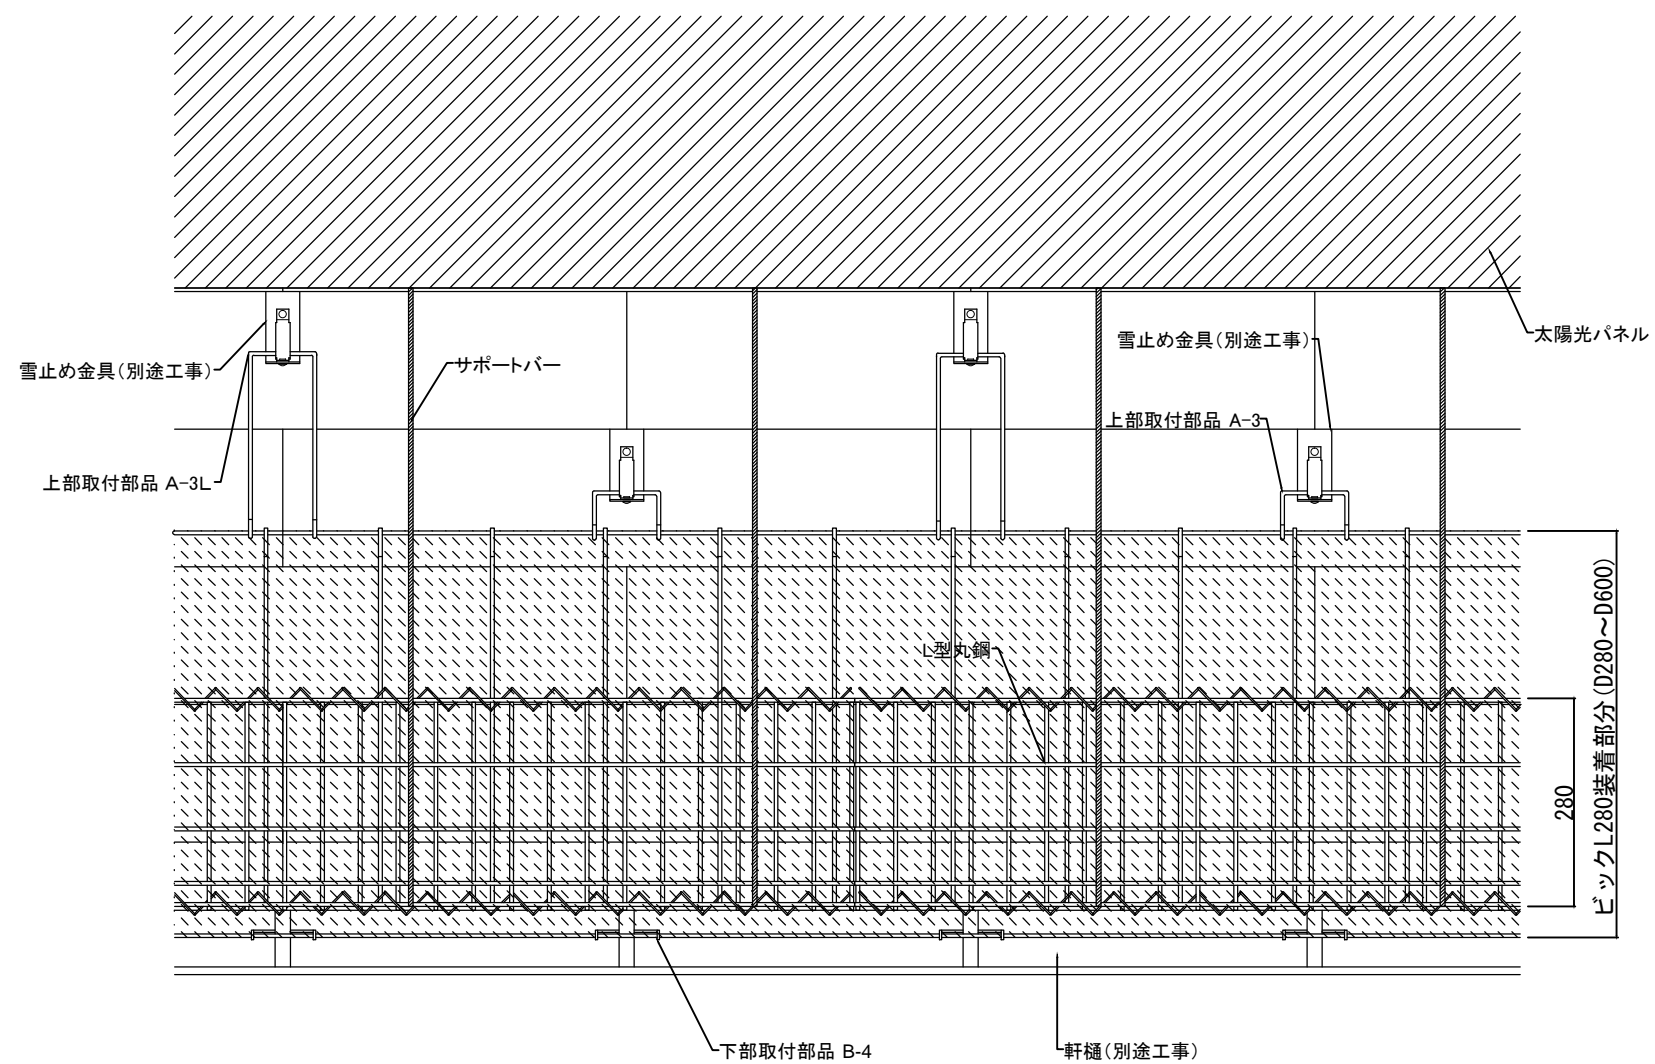 太陽光パネル
雪止め金具(別途工事)
雪止め金具(別途工事)
サポートバー
上部取付部品 A-3
上部取付部品 A-3L
L型丸鋼
280
ビックL280装着部分(D280～D600)
下部取付部品 B-4
軒樋(別途工事)